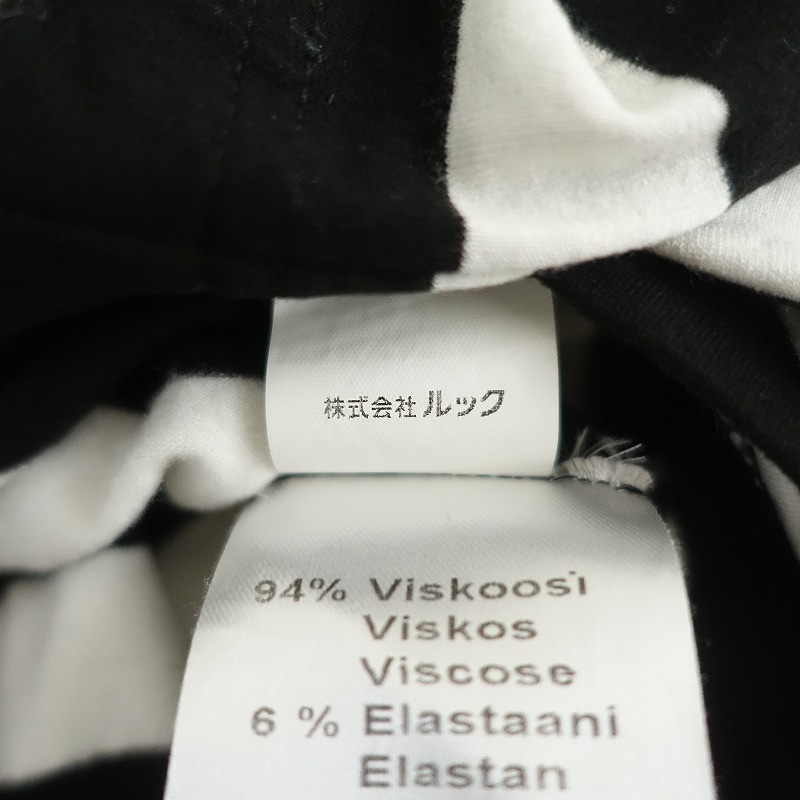 株式会社 ルック
94% Viskoosi
Viskos
Viscose
6 % Elastaani
Elastan